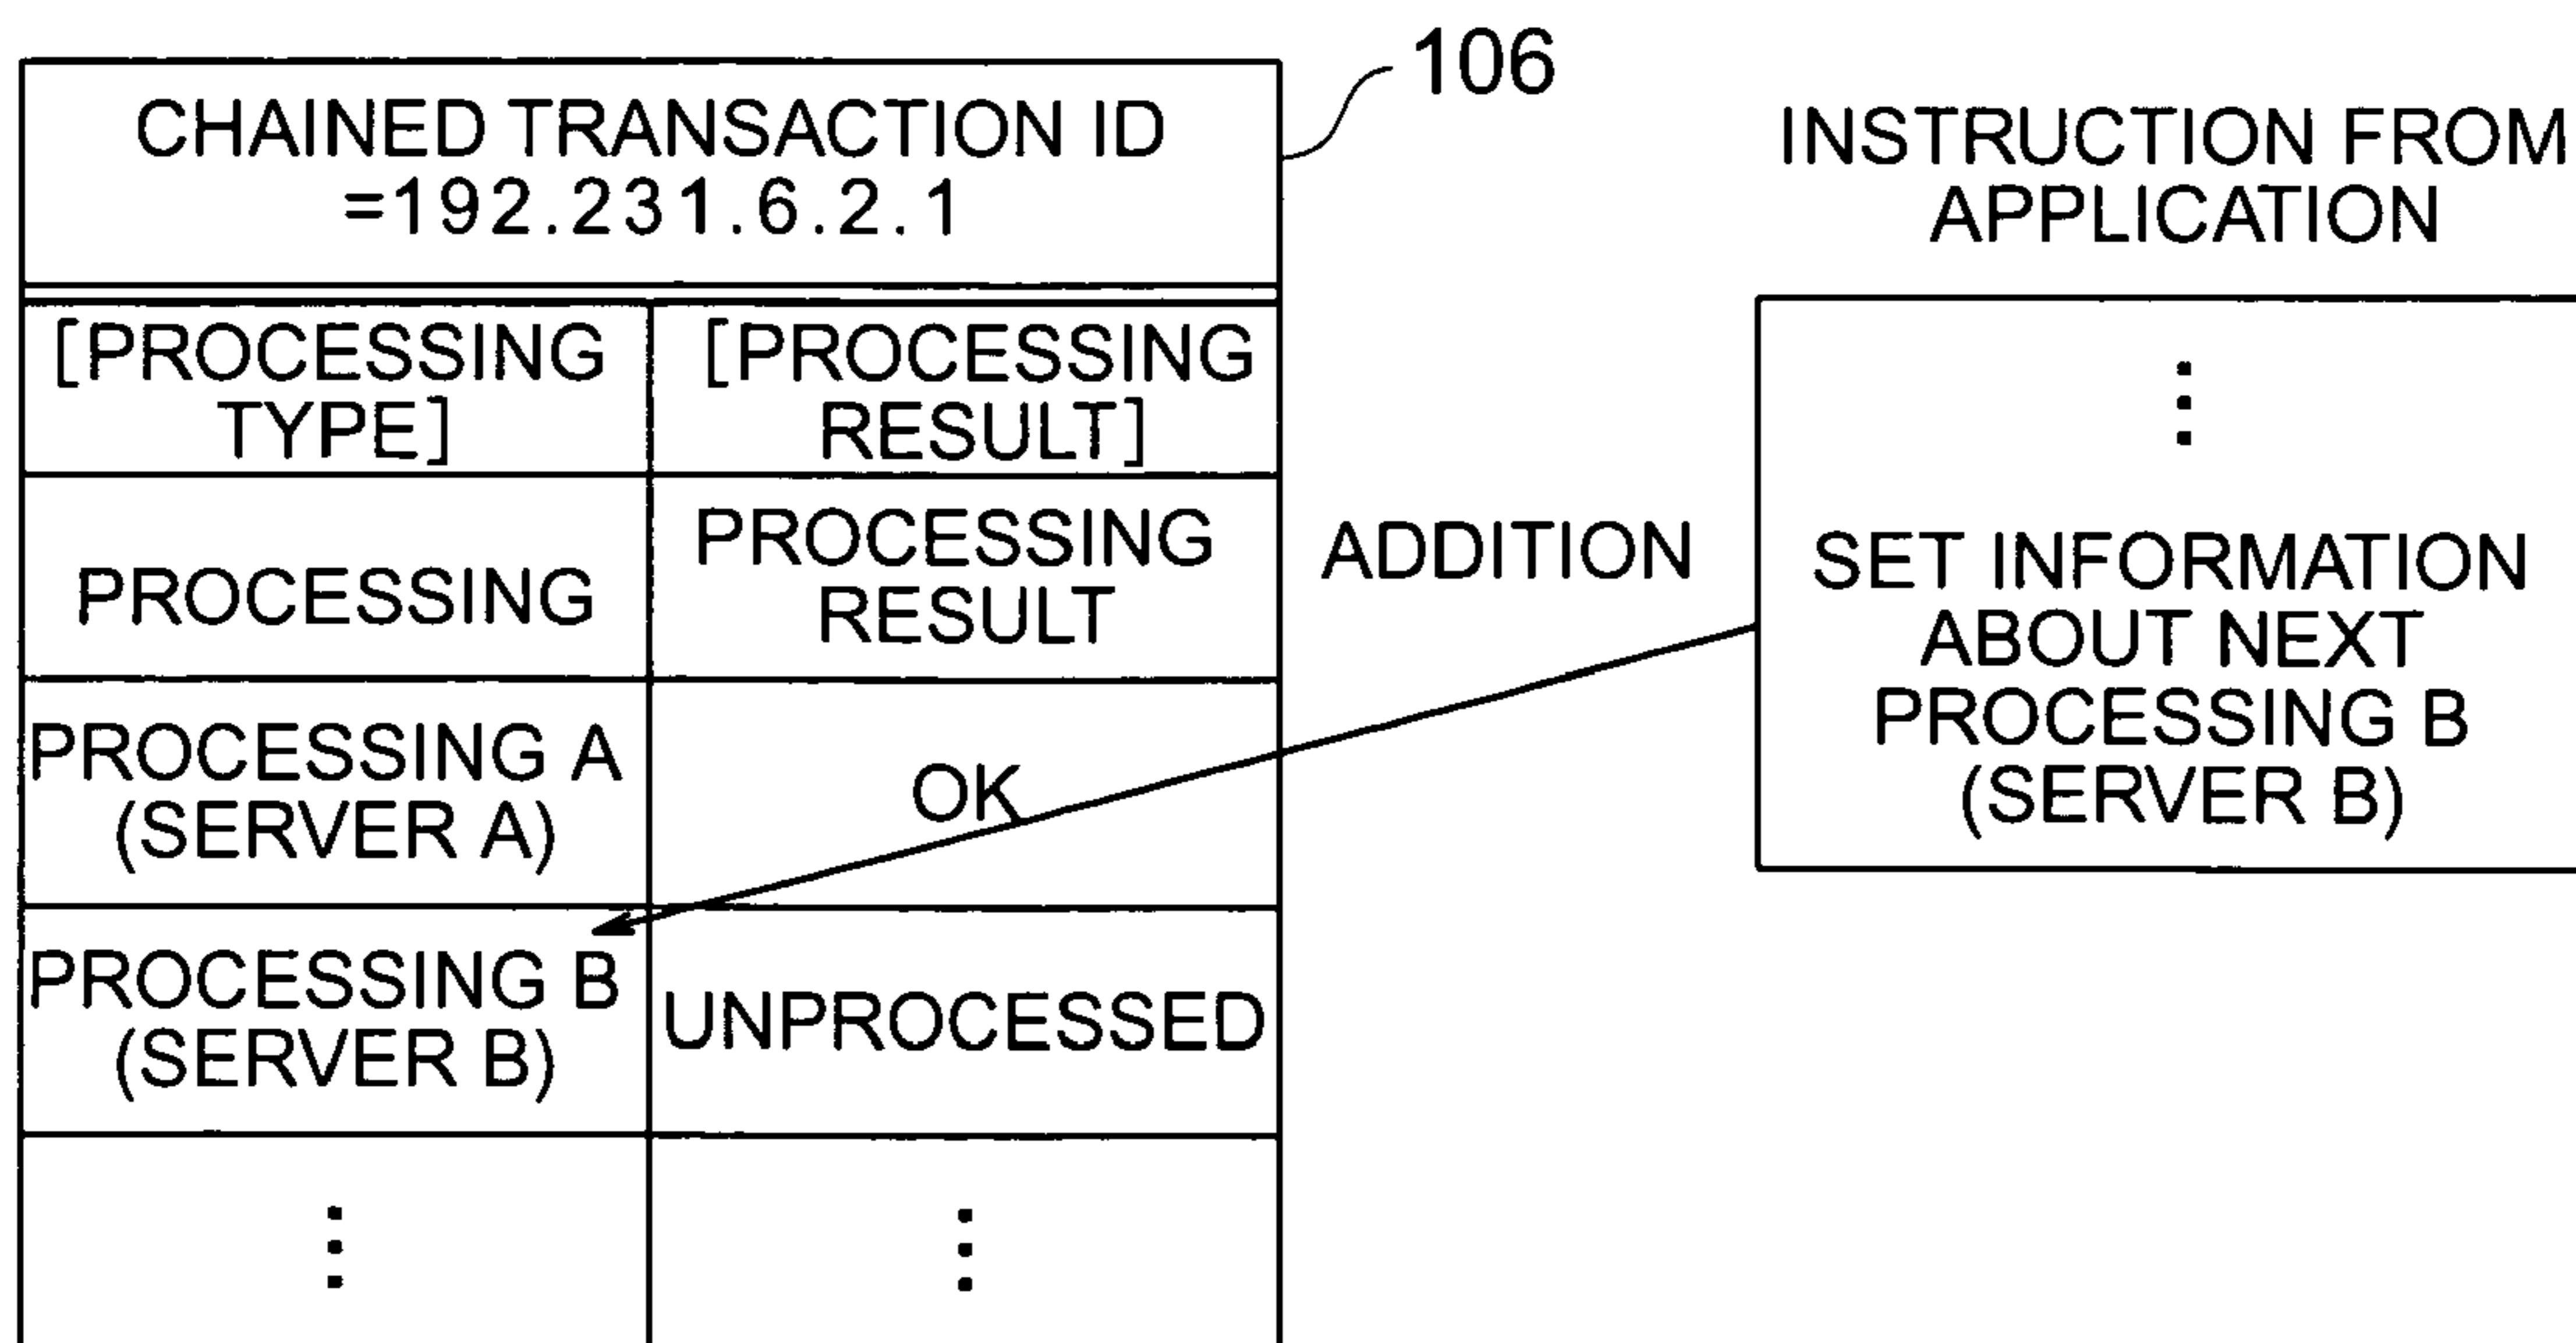 106
CHAINED TRANSACTION ID
=192.231.6.2.1
[PROCESSING
TYPE]
[PROCESSING
RESULT]
PROCESSING
PROCESSING
RESULT
PROCESSING A
(SERVER A)
OK
PROCESSING B
(SERVER B)
UNPROCESSED
ADDITION
INSTRUCTION FROM
APPLICATION
SET INFORMATION
ABOUT NEXT
PROCESSING B
(SERVER B)